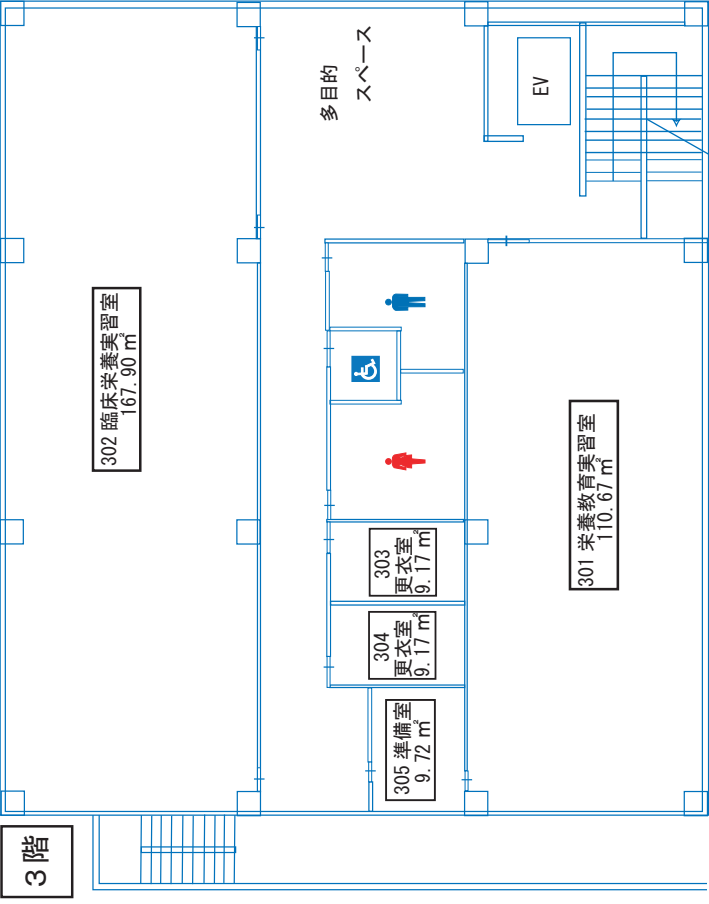 3階
302 臨床栄養実習室
167.90 ㎡
多目的
スペース
EV
303
更衣室
9.17 ㎡
304
更衣室
9.17 ㎡
305 準備室
9.72 ㎡
301 栄養教育実習室
110.67 ㎡